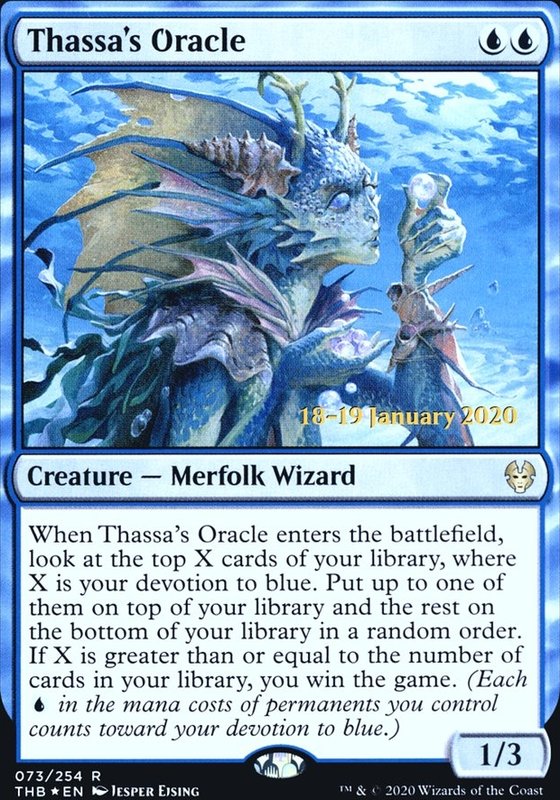 Thassa's Oracle
18-19 January 2020
Creature — Merfolk Wizard
When Thassa's Oracle enters the battlefield,
look at the top X cards of your library, where
X is your devotion to blue. Put up to one of
them on top of your library and the rest on
the bottom of your library in a random order.
If X is greater than or equal to the number of
cards in your library, you win the game. (Each
in the mana costs of permanents you control
counts toward your devotion to blue.)
1/3
073/254 R
THB ★ EN Jesper Eising
™ & © 2020 Wizards of the Coast